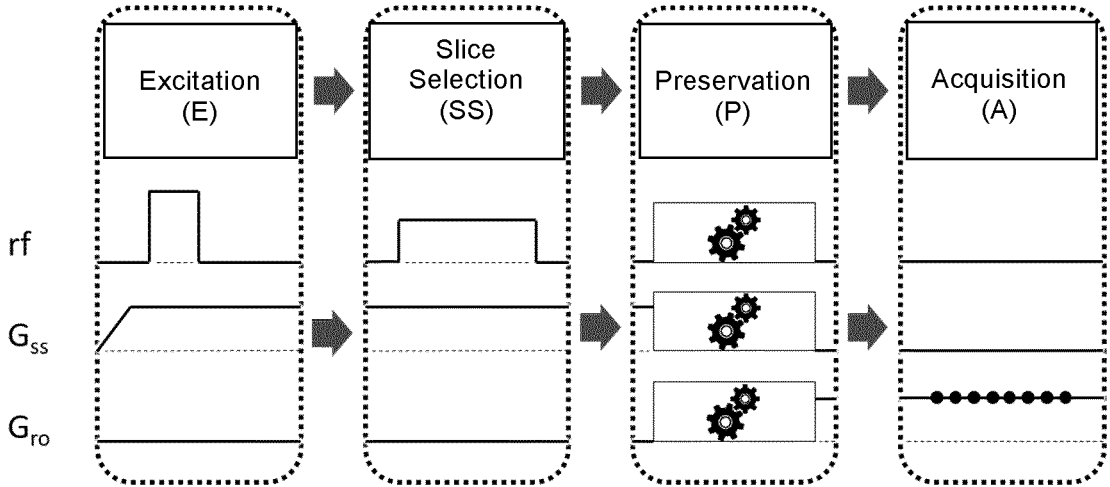 Excitation
(E)
Slice
Selection
(SS)
Preservation
(P)
Acquisition
(A)
rf
Gss
Gro